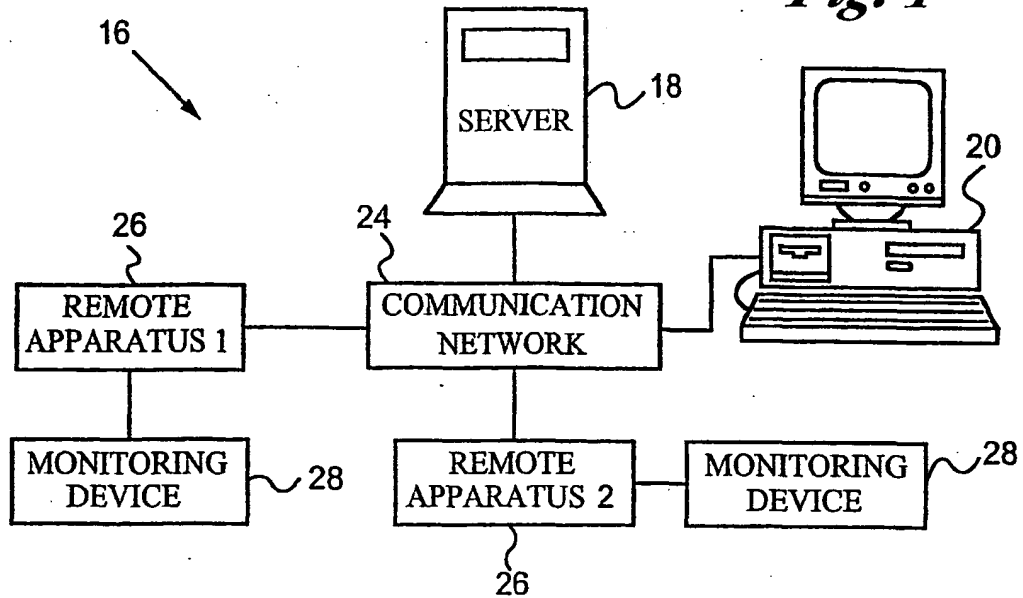 Fig. 1
16
18
SERVER
20
24
26
REMOTE
APPARATUS 1
COMMUNICATION
NETWORK
MONITORING
DEVICE
28
REMOTE
APPARATUS 2
MONITORING
DEVICE
28
26